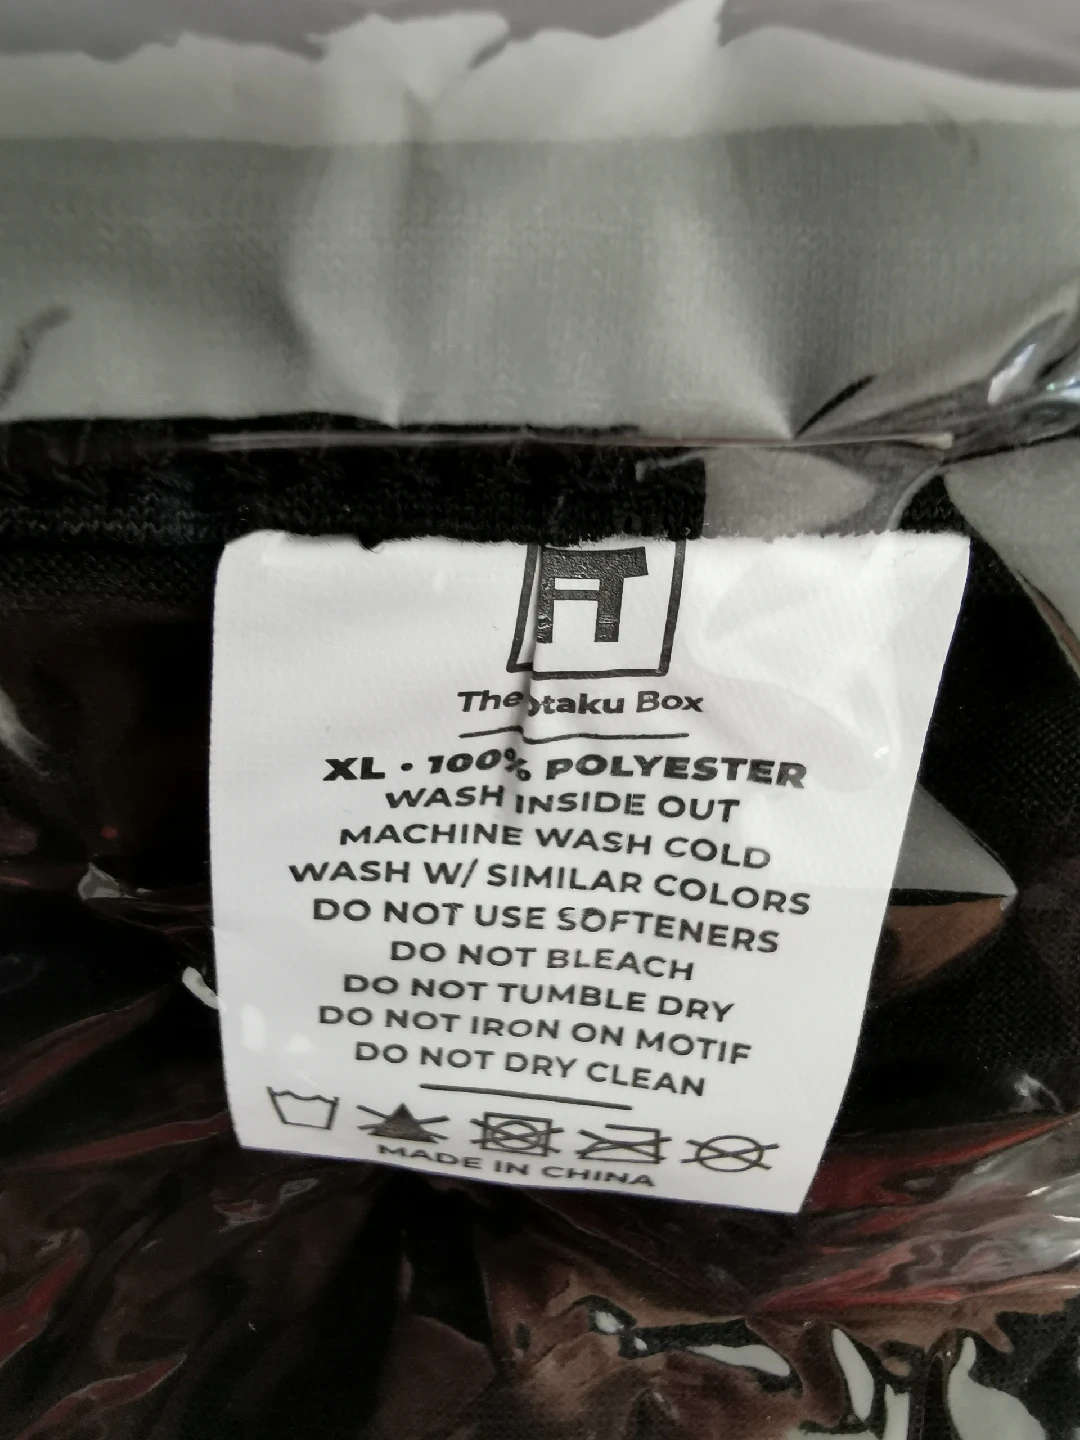 The Otaku Box
XL • 100% POLYESTER
WASH INSIDE OUT
MACHINE WASH COLD
WASH W/ SIMILAR COLORS
DO NOT USE SOFTENERS
DO NOT BLEACH
DO NOT TUMBLE DRY
DO NOT IRON ON MOTIF
DO NOT DRY CLEAN
MADE IN CHINA